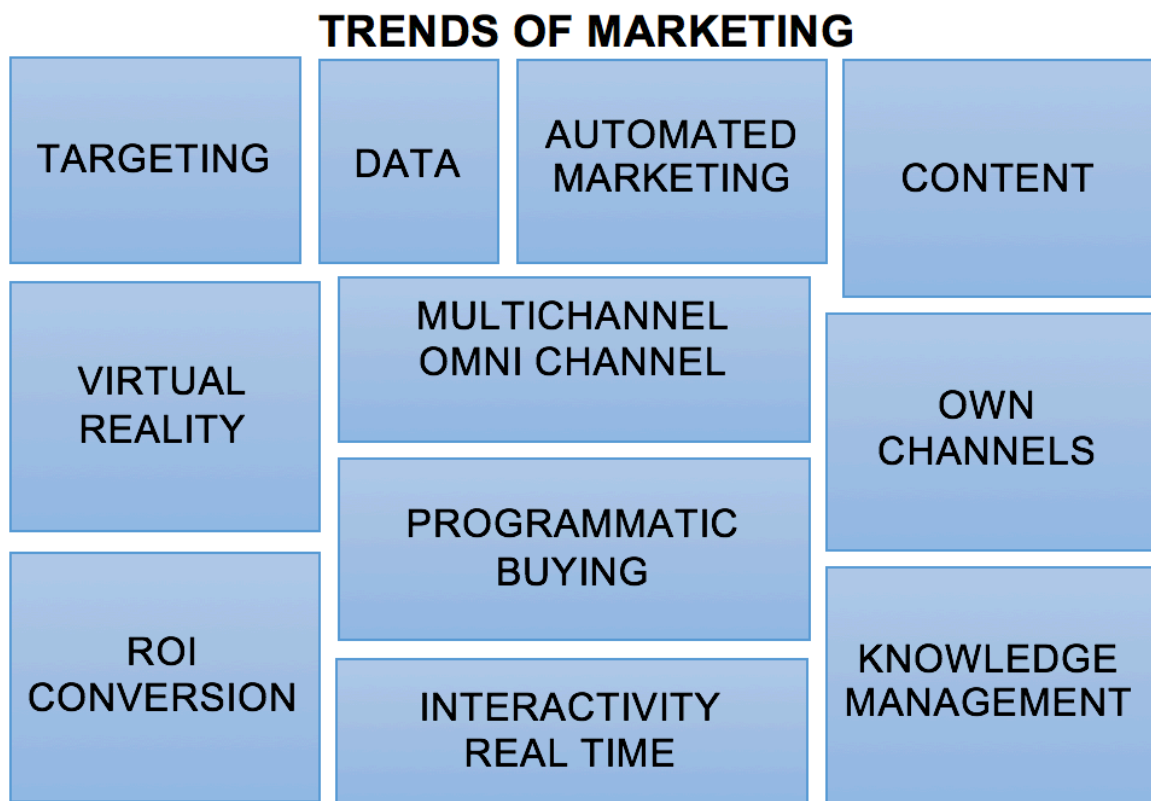 TRENDS OF MARKETING
TARGETING
DATA
AUTOMATED
MARKETING
CONTENT
VIRTUAL
REALITY
MULTICHANNEL
OMNI CHANNEL
OWN
CHANNELS
PROGRAMMATIC
BUYING
ROI
CONVERSION
INTERACTIVITY
REAL TIME
KNOWLEDGE
MANAGEMENT